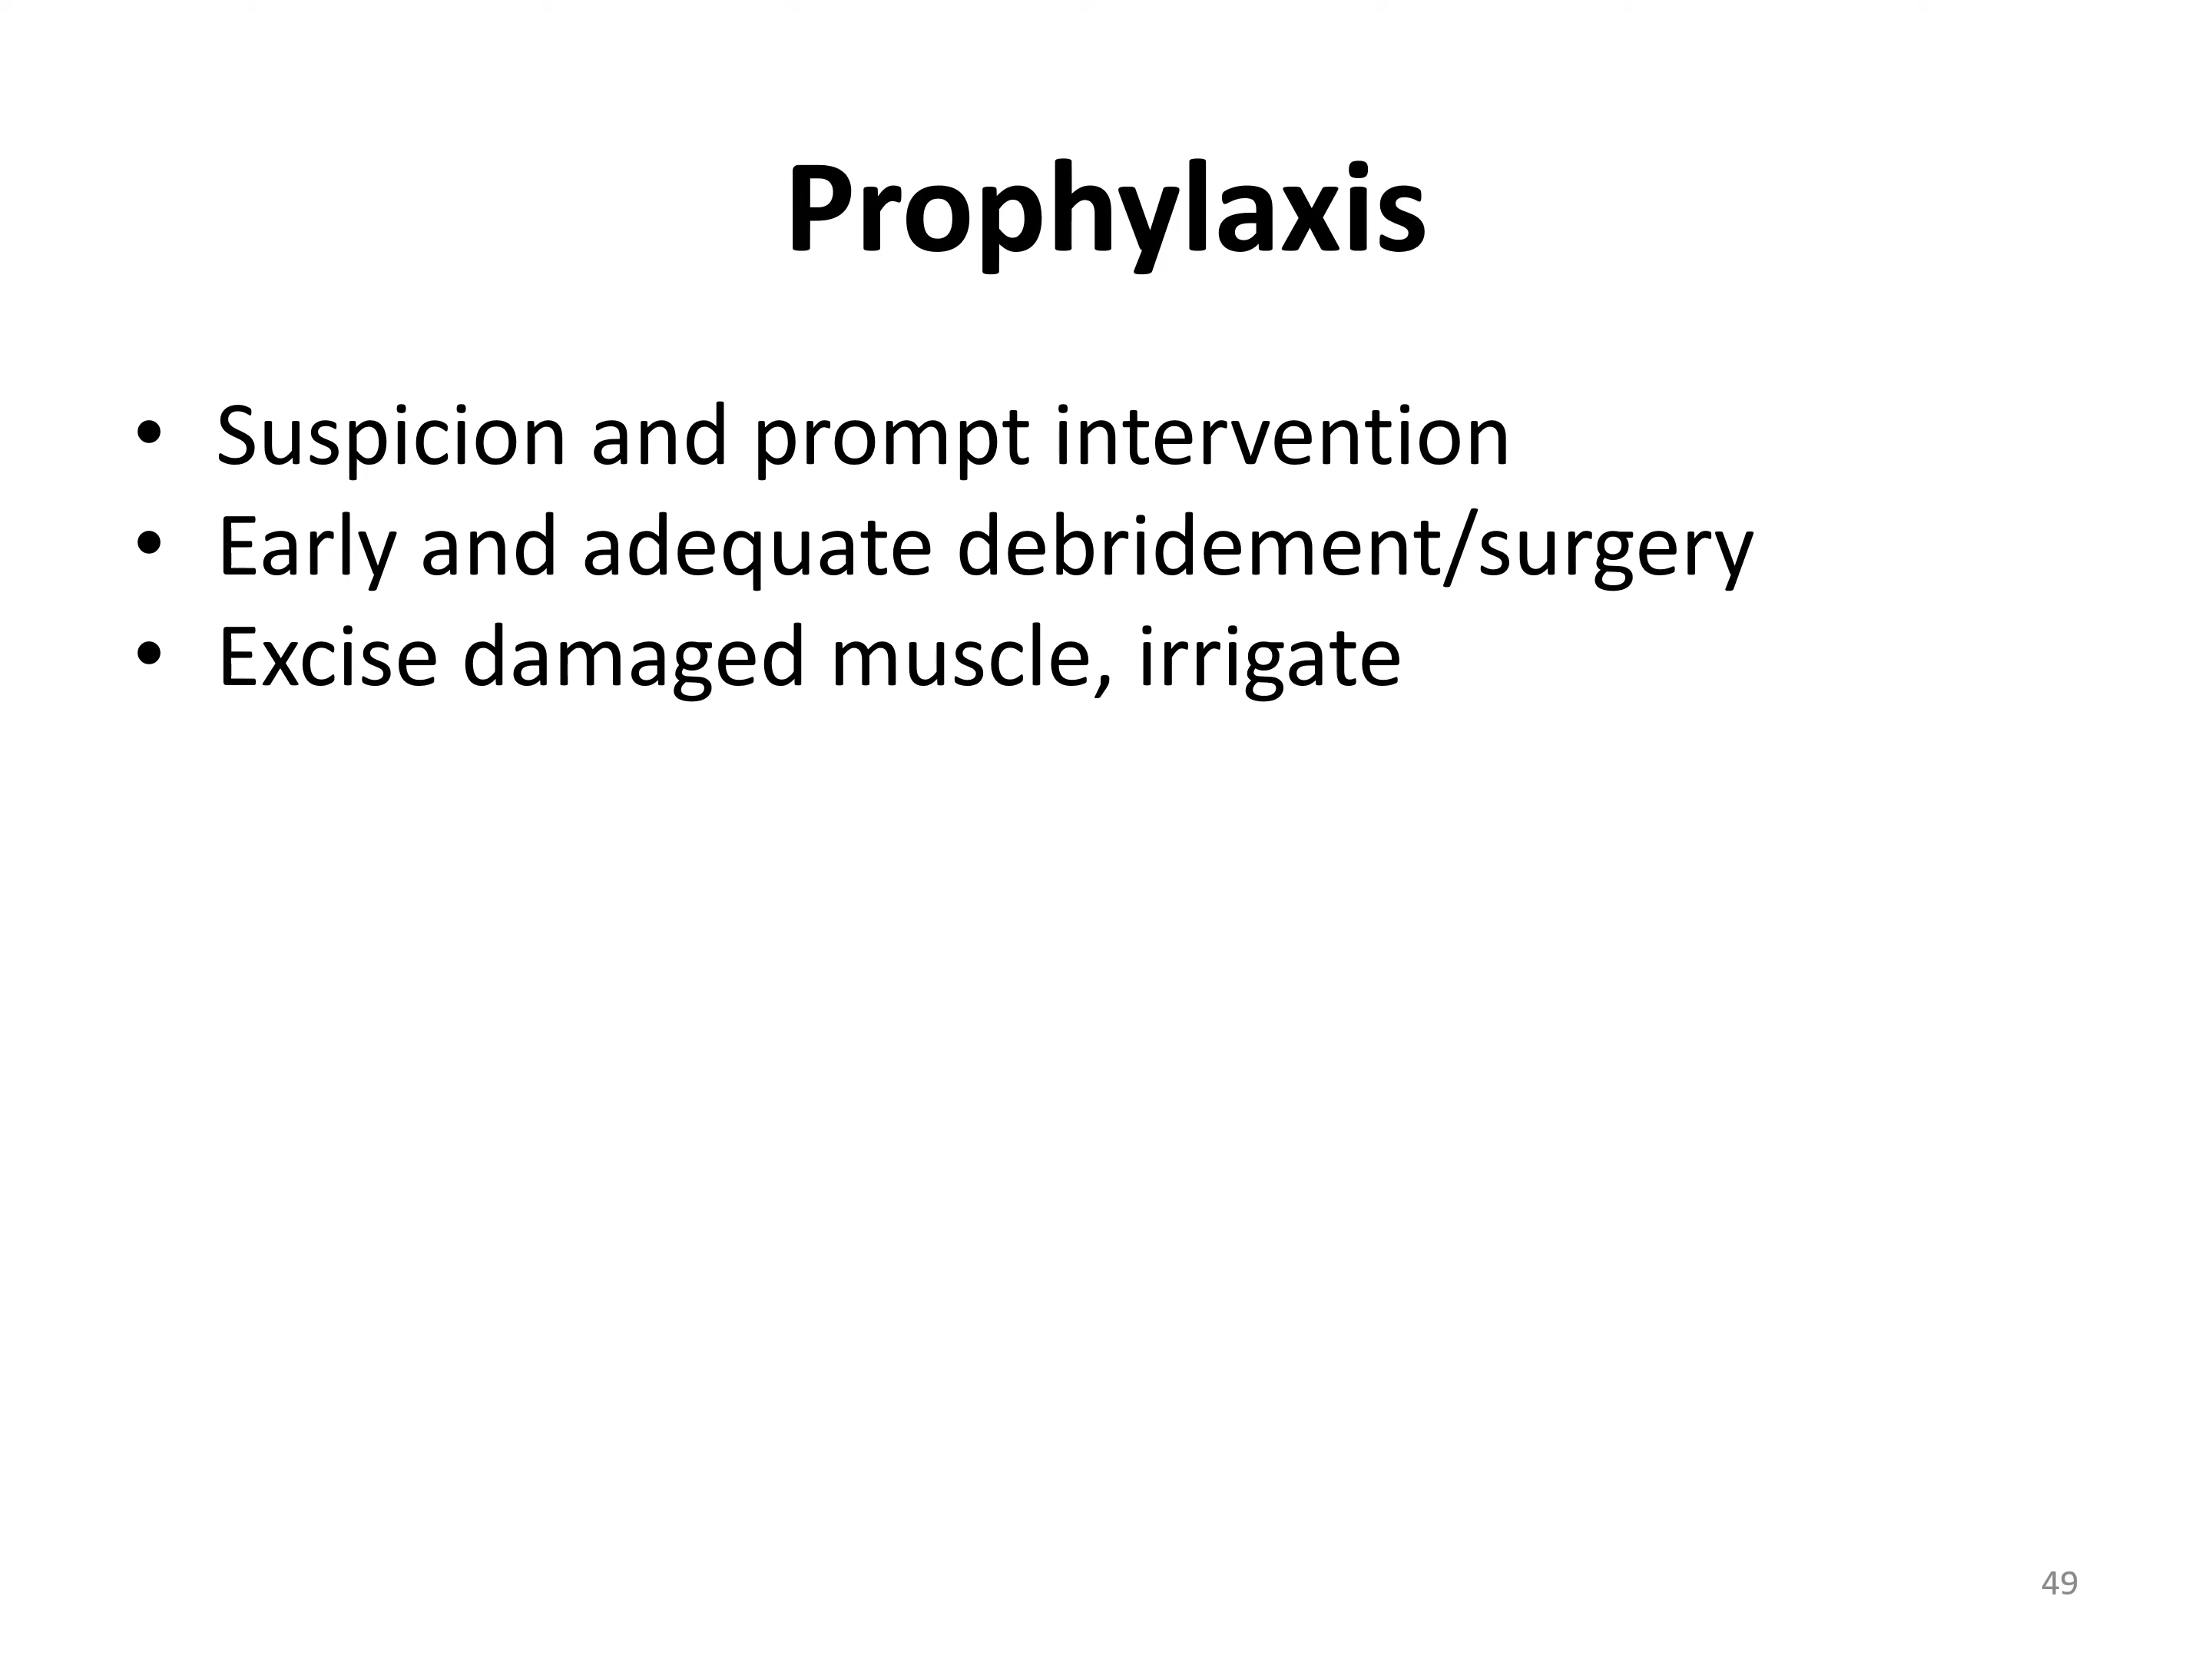 Prophylaxis
• Suspicion and prompt intervention
• Early and adequate debridement/surgery
• Excise damaged muscle, irrigate
49